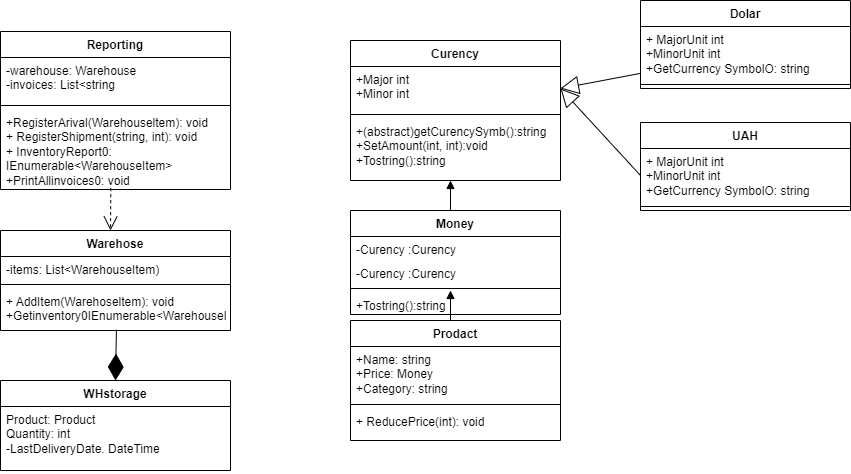 Reporting
-warehouse: Warehouse
-invoices: List<string
+RegisterArival(WarehouseItem): void
+ RegisterShipment(string, int): void
+ InventoryReport0:
IEnumerable<WarehouseItem>
+PrintAllinvoices0: void
Warehose
-items: List<WarehouseItem)
+ AddItem(WarehoseItem): void
+Getinventory0IEnumerable<WarehouseI
WHstorage
Product: Product
Quantity: int
-LastDeliveryDate. DateTime
Curency
+Major int
+Minor int
+(abstract)getCurencySymb():string
+SetAmount(int, int):void
+Tostring():string
Money
-Curency :Curency
-Curency :Curency
+Tostring():string
Prodact
+Name: string
+Price: Money
+Category: string
+ ReducePrice(int): void
Dolar
+ MajorUnit int
+MinorUnit int
+GetCurrency SymbolO: string
UAH
+ MajorUnit int
+MinorUnit int
+GetCurrency SymbolO: string